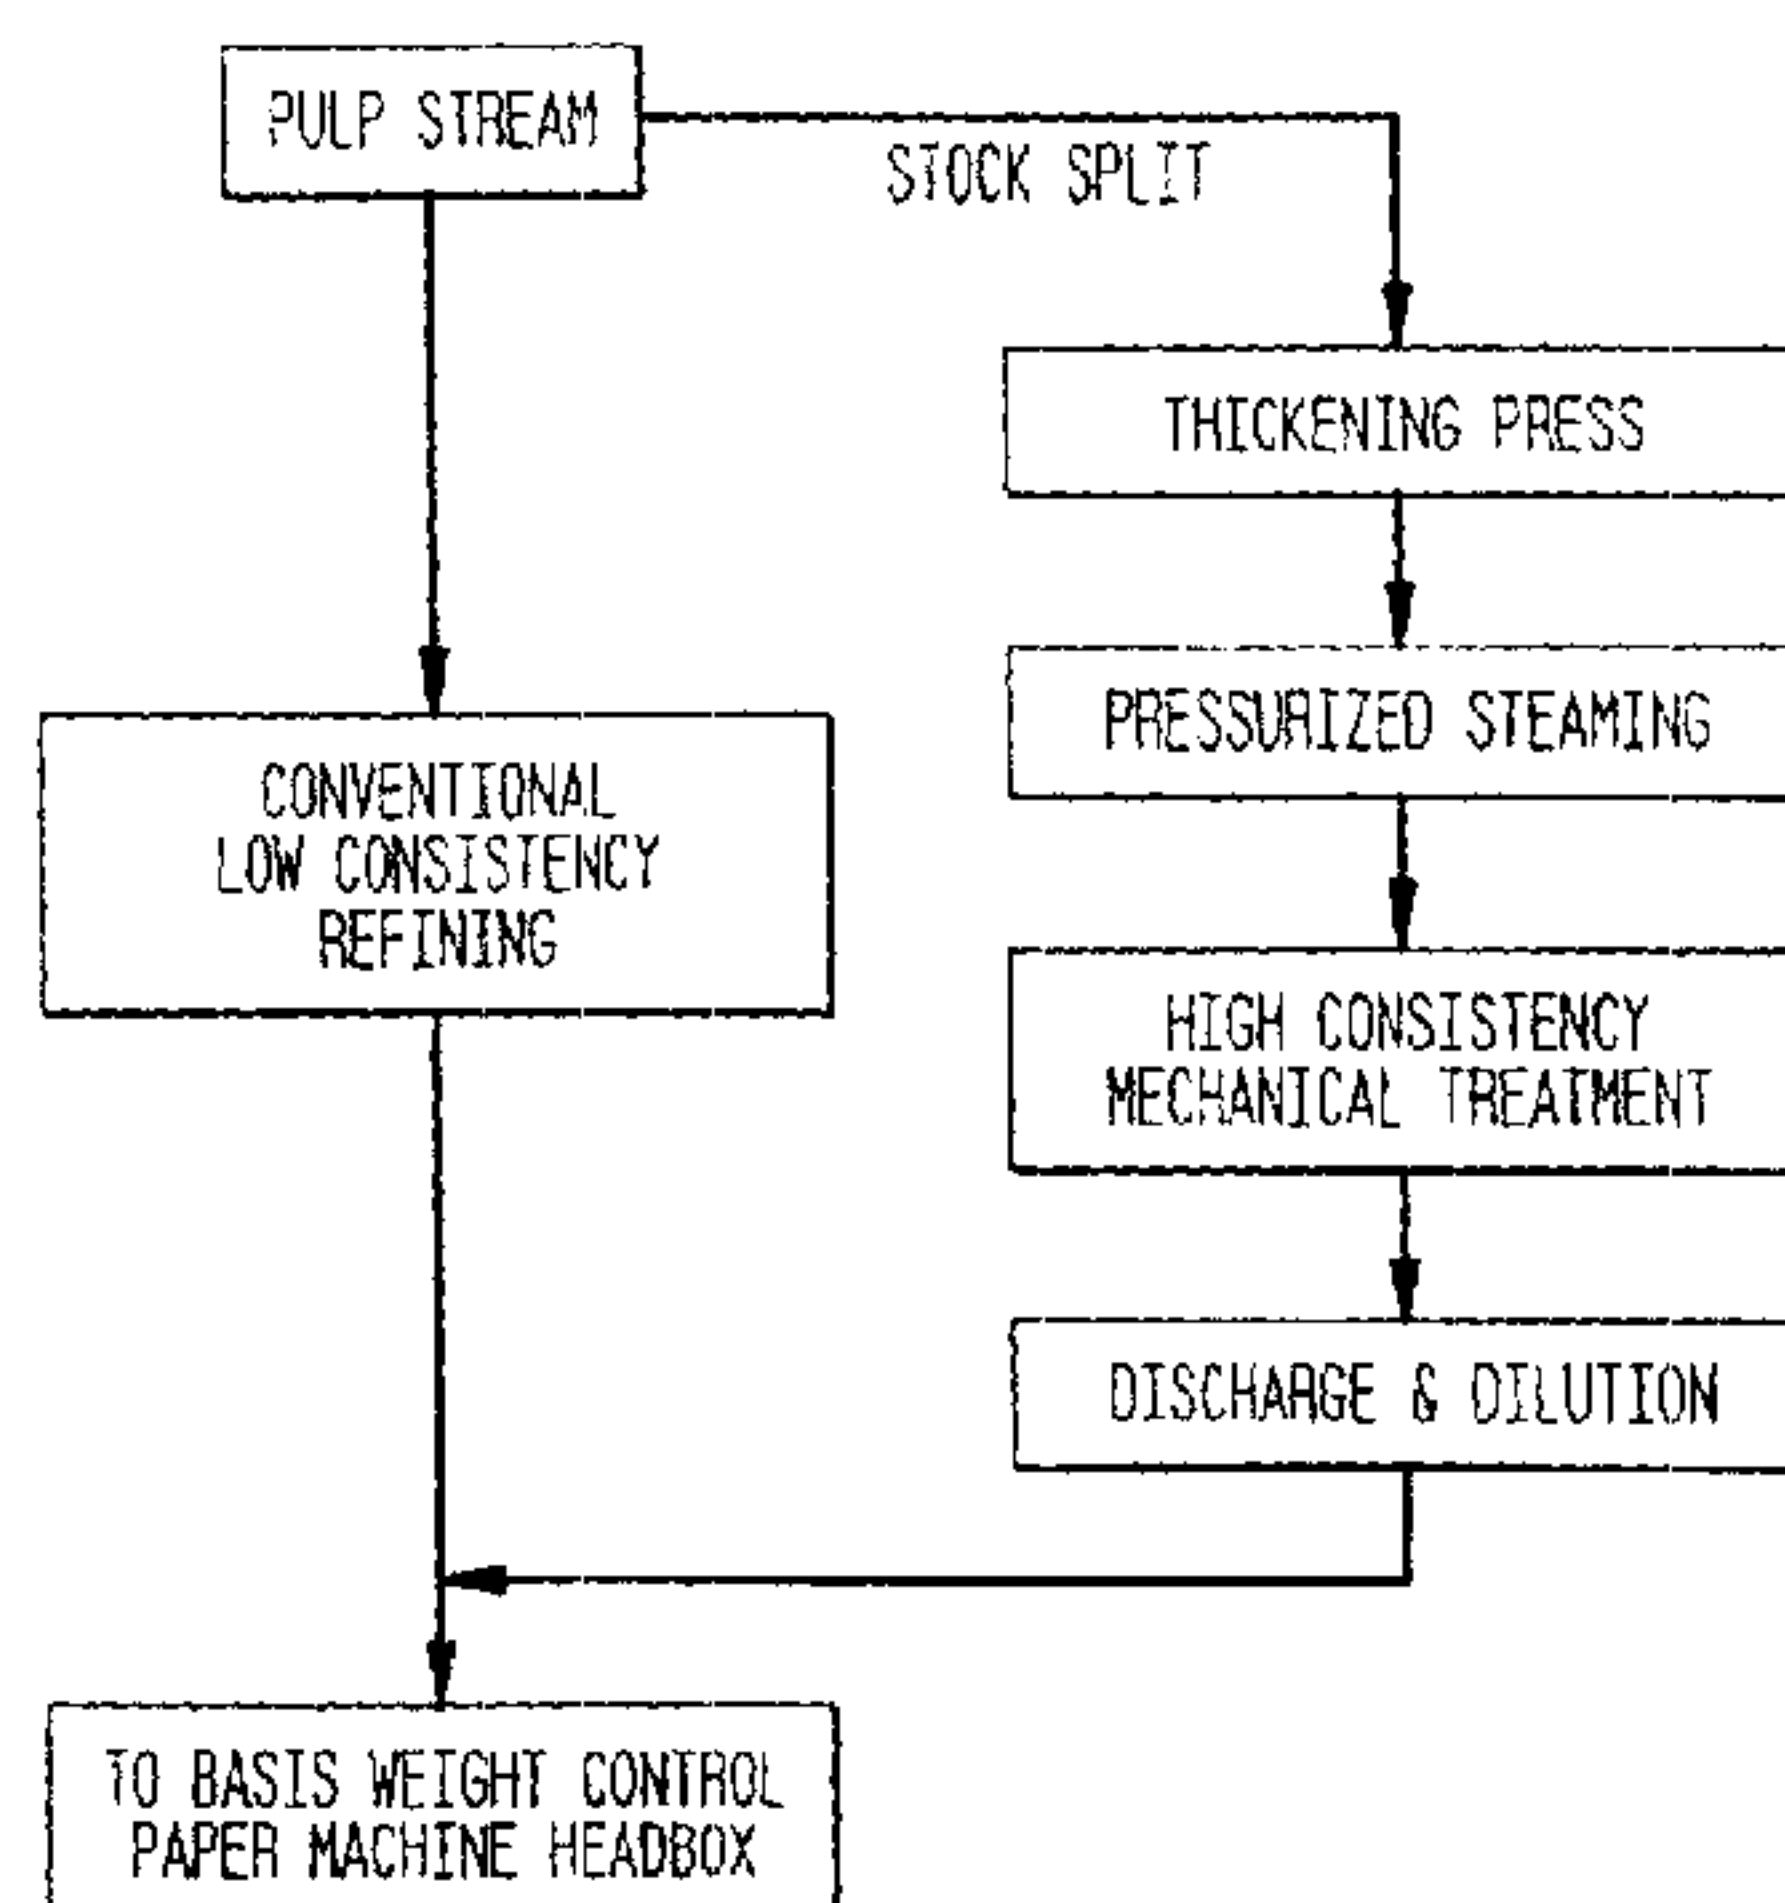 PULP STREAM
STOCK SPLIT
THICKENING PRESS
PRESSURIZED STEAMING
CONVENTIONAL
LOW CONSISTENCY
REFINING
HIGH CONSISTENCY
MECHANICAL TREATMENT
DISCHARGE & DILUTION
TO BASIS WEIGHT CONTROL
PAPER MACHINE HEADBOX